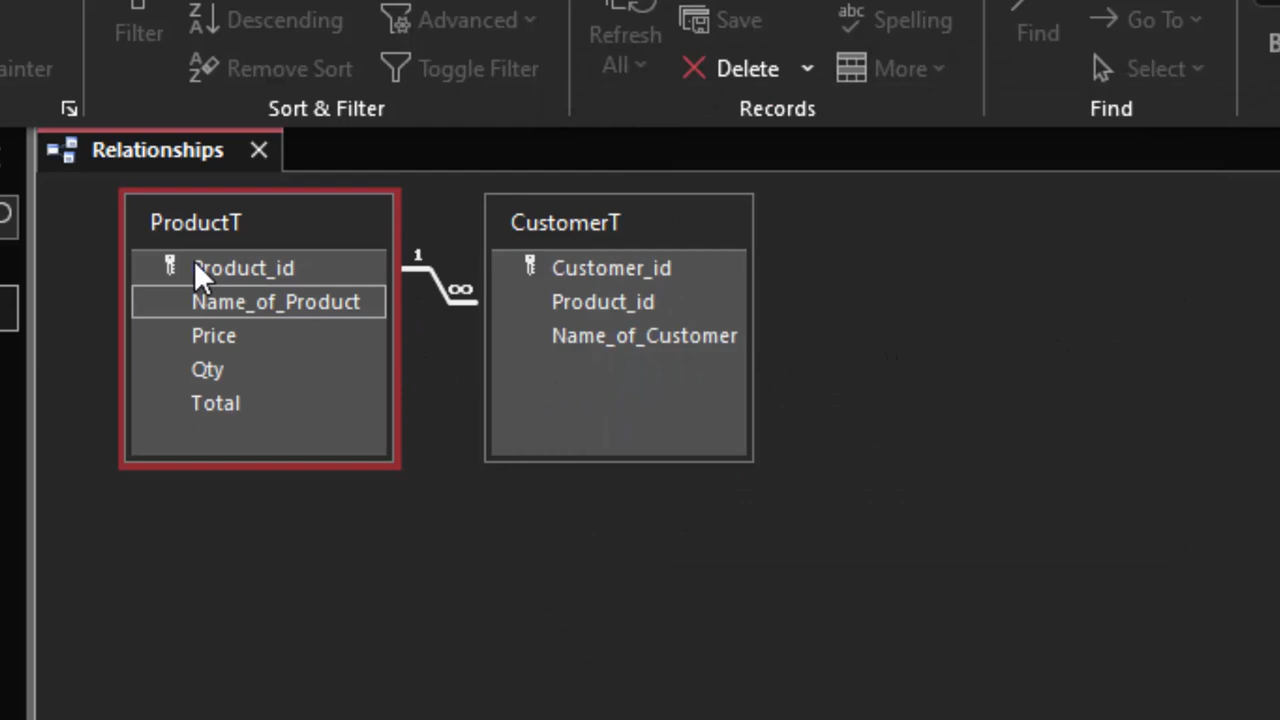 Filter
Descending
Advanced
Refresh
All
Save
abc
Spelling
Find
Go To
ainter
Remove Sort
Toggle Filter
Delete
More
Select
Sort & Filter
Records
Find
Relationships
ProductT
Product_id
Name_of_Product
Price
Qty
Total
1
∞
CustomerT
Customer_id
Product_id
Name_of_Customer